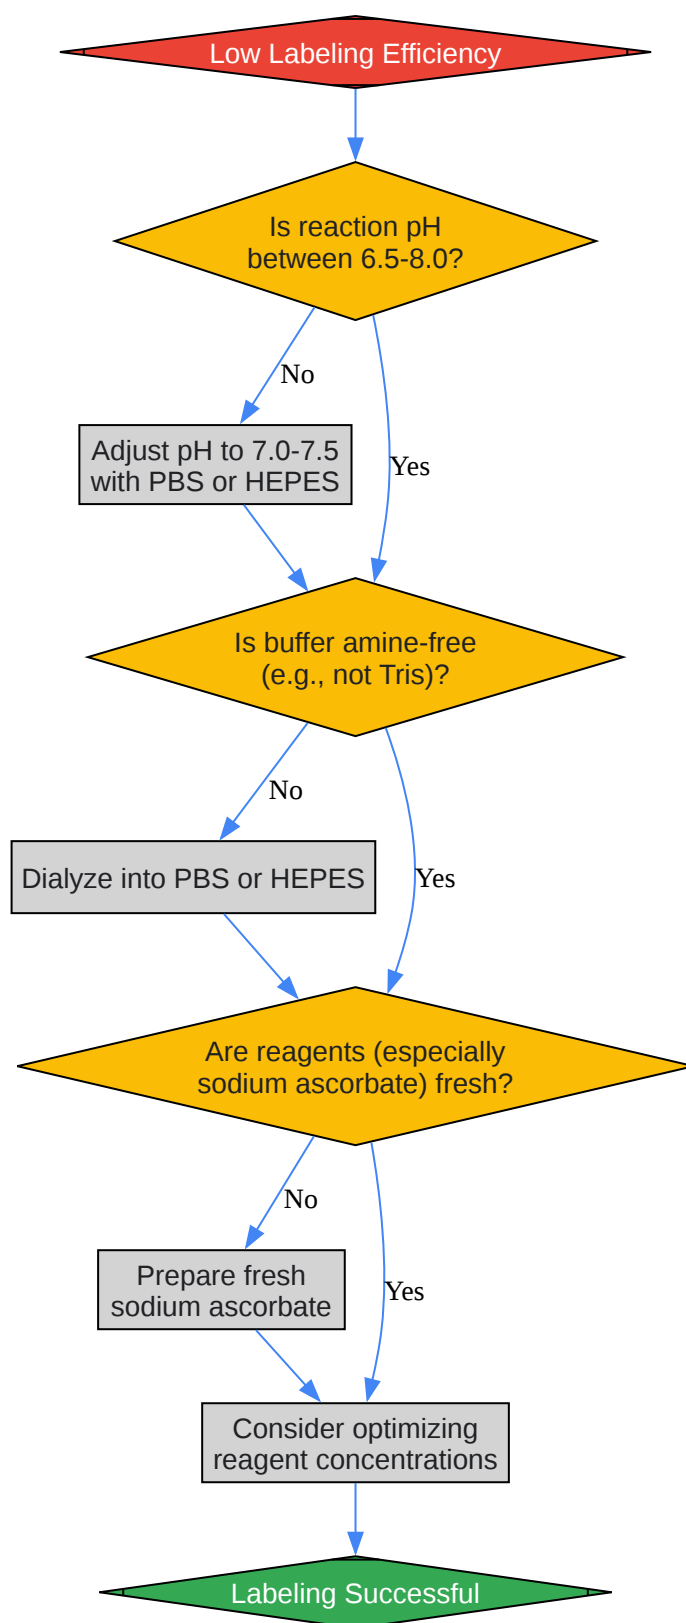 Low Labeling Efficiency
Is reaction pH
between 6.5-8.0?
No
Adjust pH to 7.0-7.5
with PBS or HEPES
Yes
Is buffer amine-free
(e.g., not Tris)?
No
Dialyze into PBS or HEPES
Yes
Are reagents (especially
sodium ascorbate) fresh?
No
Prepare fresh
sodium ascorbate
Yes
Consider optimizing
reagent concentrations
Labeling Successful